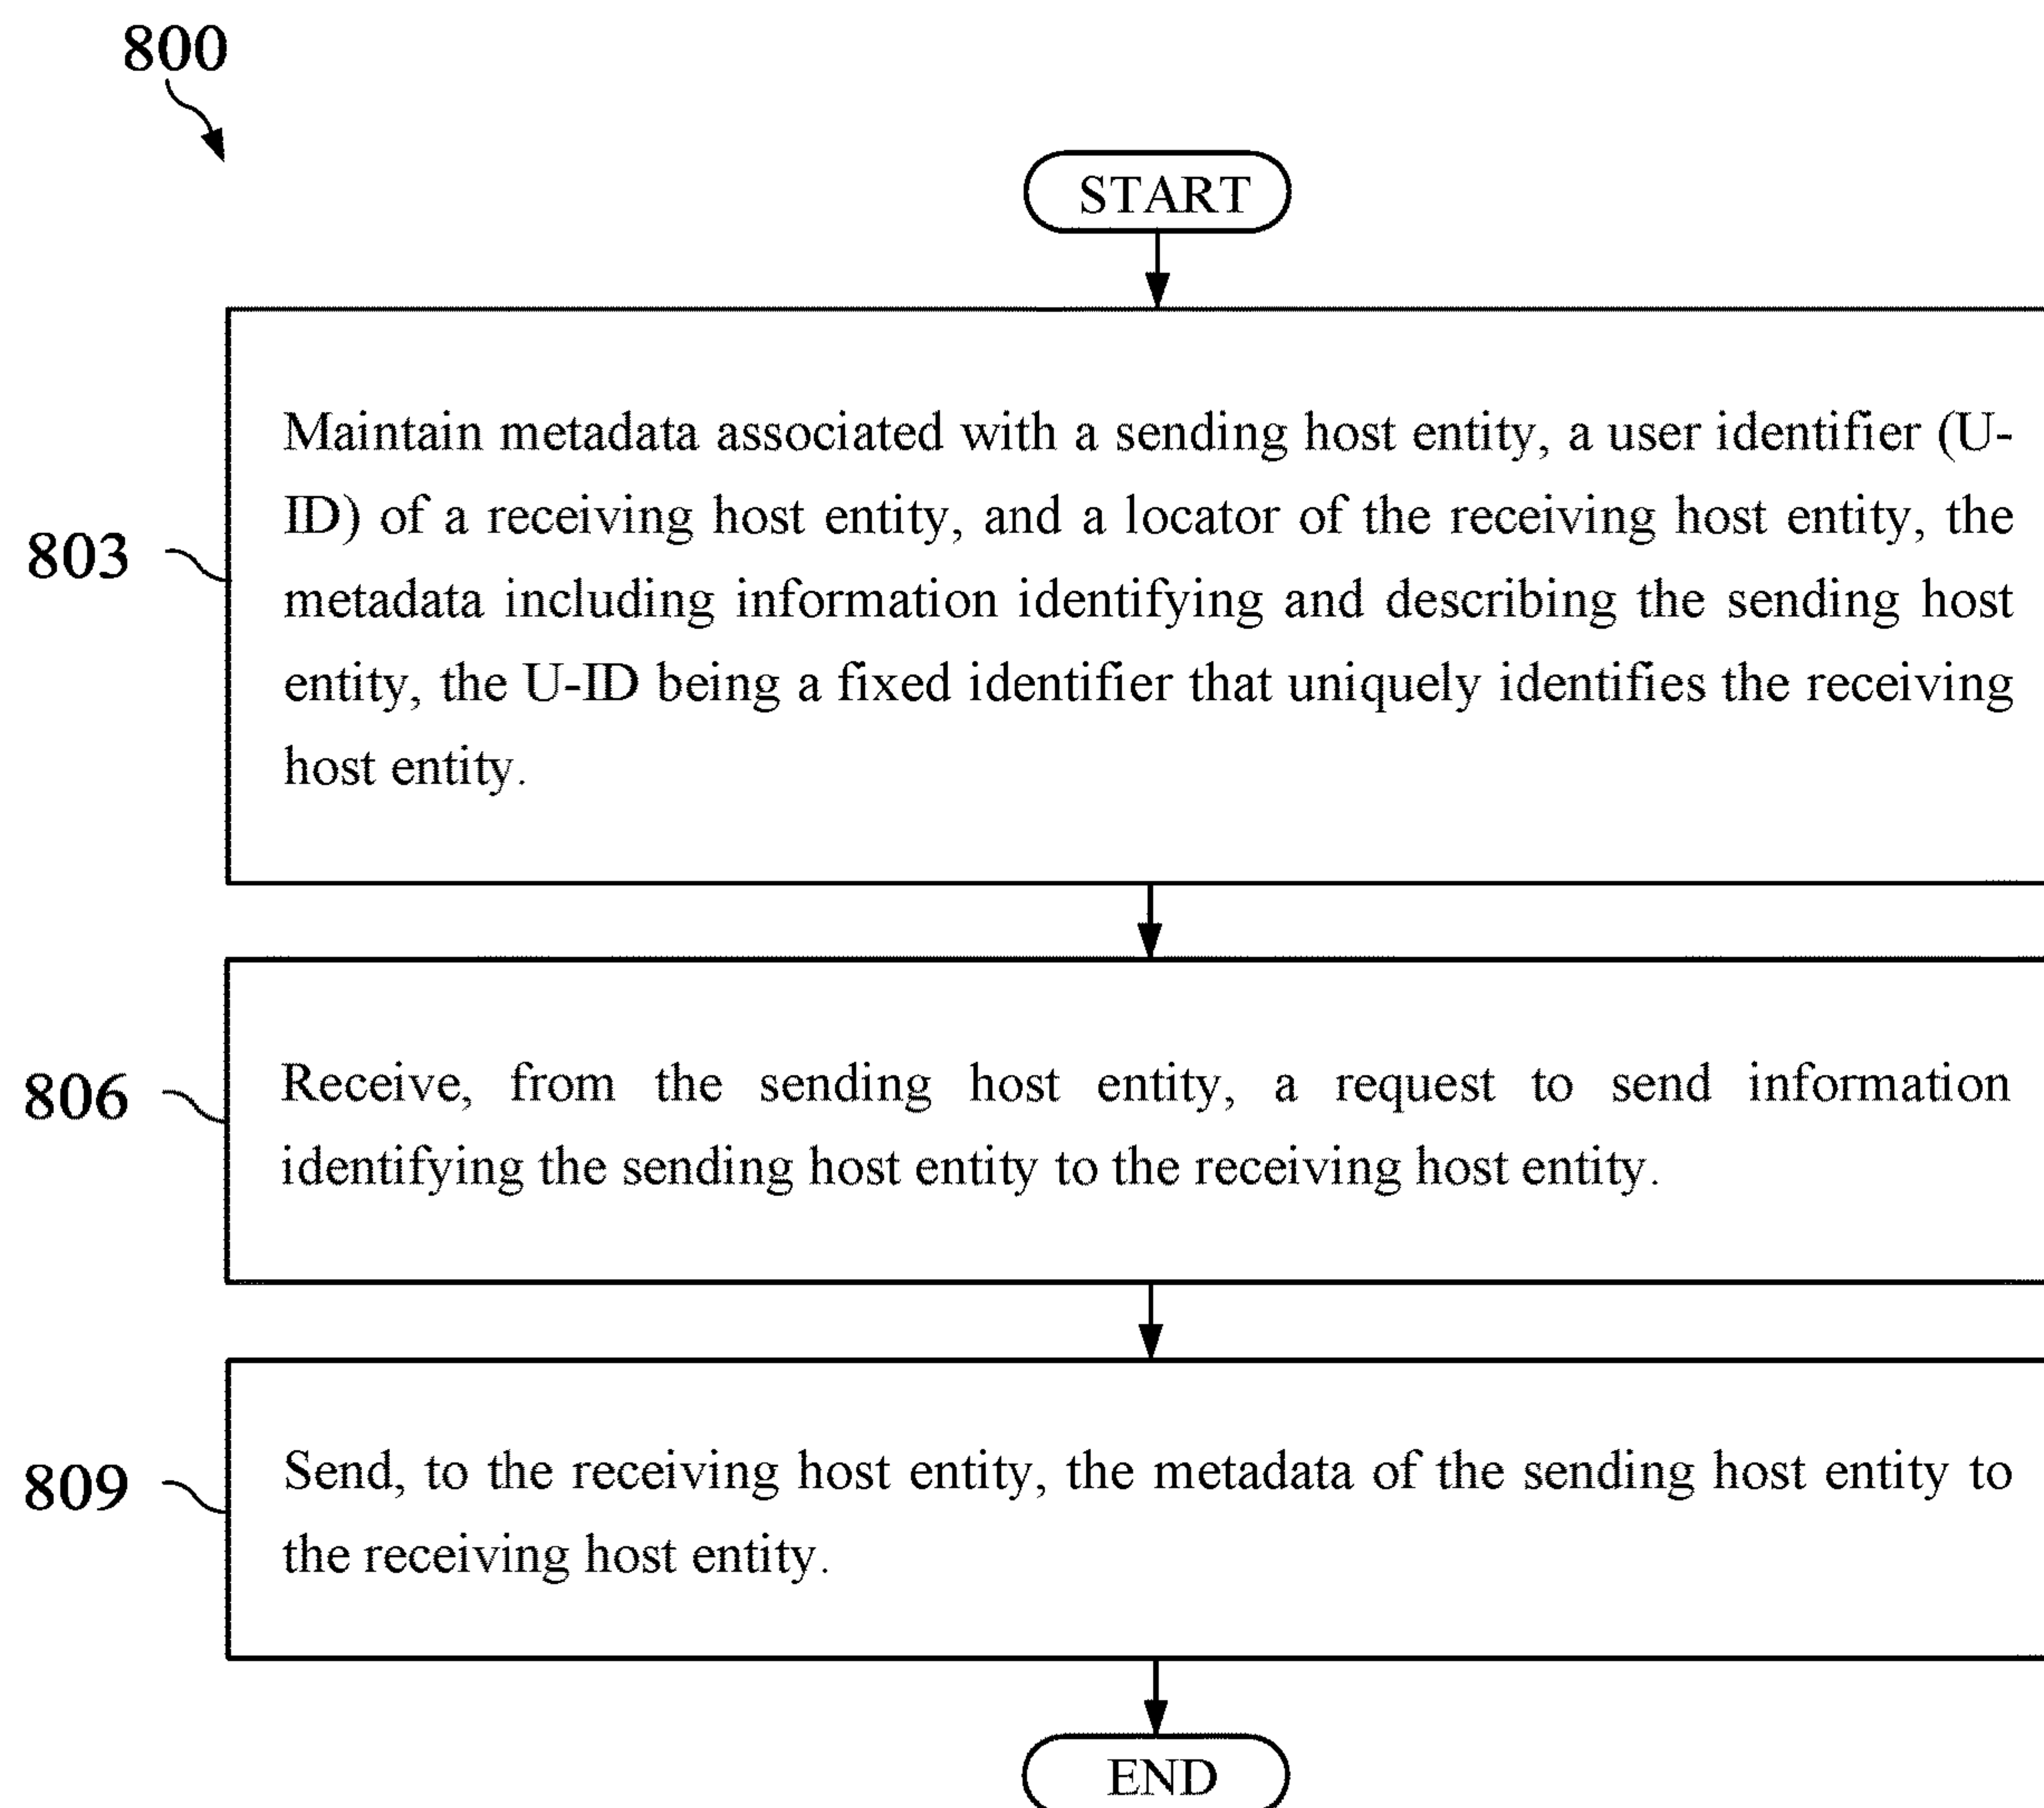 800
START
803
Maintain metadata associated with a sending host entity, a user identifier (U-
ID) of a receiving host entity, and a locator of the receiving host entity, the
metadata including information identifying and describing the sending host
entity, the U-ID being a fixed identifier that uniquely identifies the receiving
host entity.
806
Receive, from the sending host entity, a request to send information
identifying the sending host entity to the receiving host entity.
809
Send, to the receiving host entity, the metadata of the sending host entity to
the receiving host entity.
END